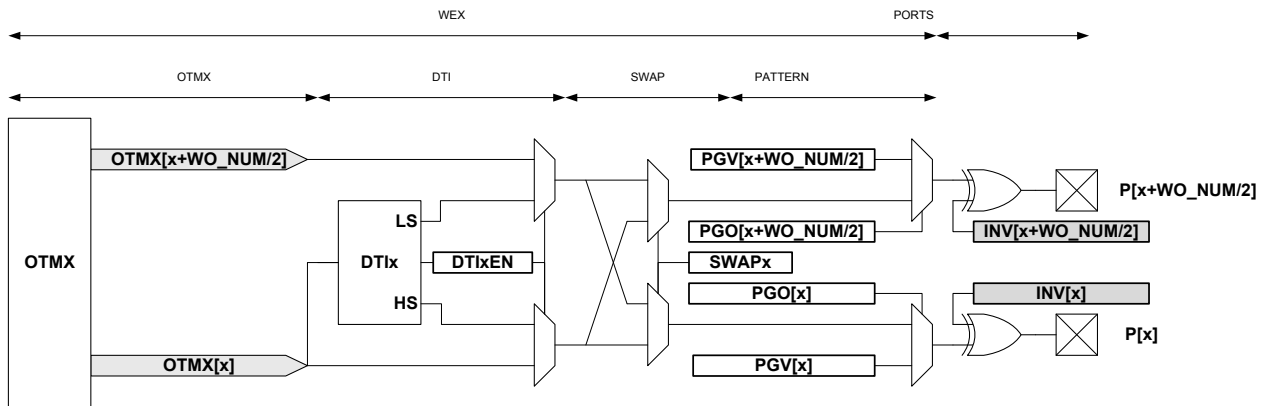 WEX PORTS
OTMX DTI SWAP PATTERN
OTMX[x+WO_NUM/2] PGV[x+WO_NUM/2]
P[x+WO_NUM/2]
LS
PGO[x+WO_NUM/2] INV[x+WO_NUM/2]
OTMX DTIx DTIxEN SWAPx
PGO[x] INV[x]
HS
P[x]
OTMX[x] PGV[x]